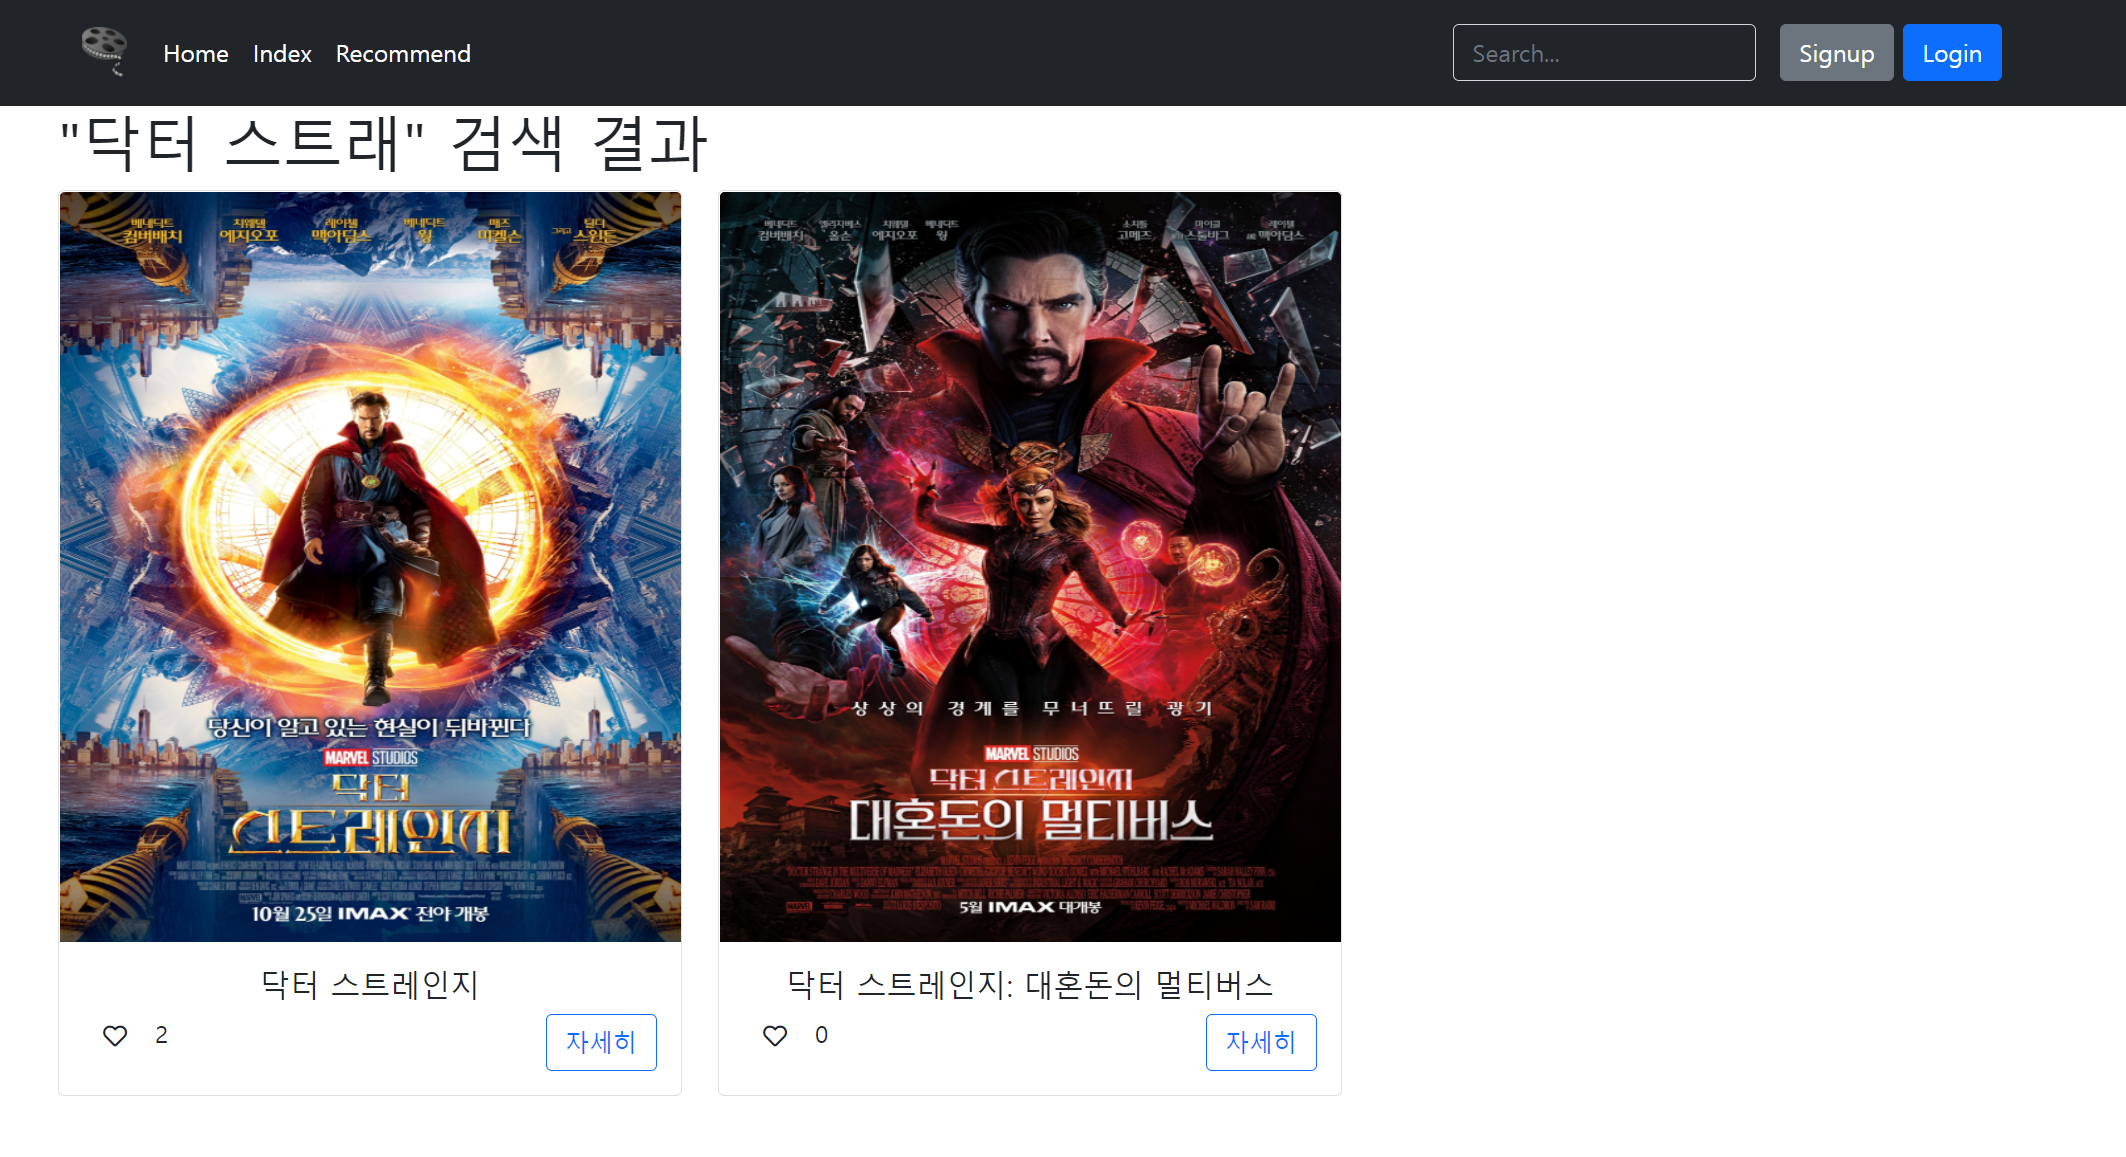 Home Index Recommend Search... Signup Login
"닥터 스트래" 검색 결과
베네딕트 컴버배치 치웨텔 에지오포 레이첼 맥아담스 베네딕트 웡 매즈 미켈슨 그리고 틸다 스윈튼
당신이 알고 있는 현실이 뒤바뀐다
MARVEL STUDIOS
닥터
스트레인지
10월 25일 IMAX 전야 개봉
닥터 스트레인지
2 자세히
베네딕트 컴버배치 엘리자베스 올슨 치웨텔 에지오포 베네딕트 웡 소치틀 고메즈 마이클 스툴바그 레이첼 맥아담스
상상의 경계를 무너뜨릴 광기
MARVEL STUDIOS
닥터 스트레인지
대혼돈의 멀티버스
5월 IMAX 대개봉
닥터 스트레인지: 대혼돈의 멀티버스
0 자세히